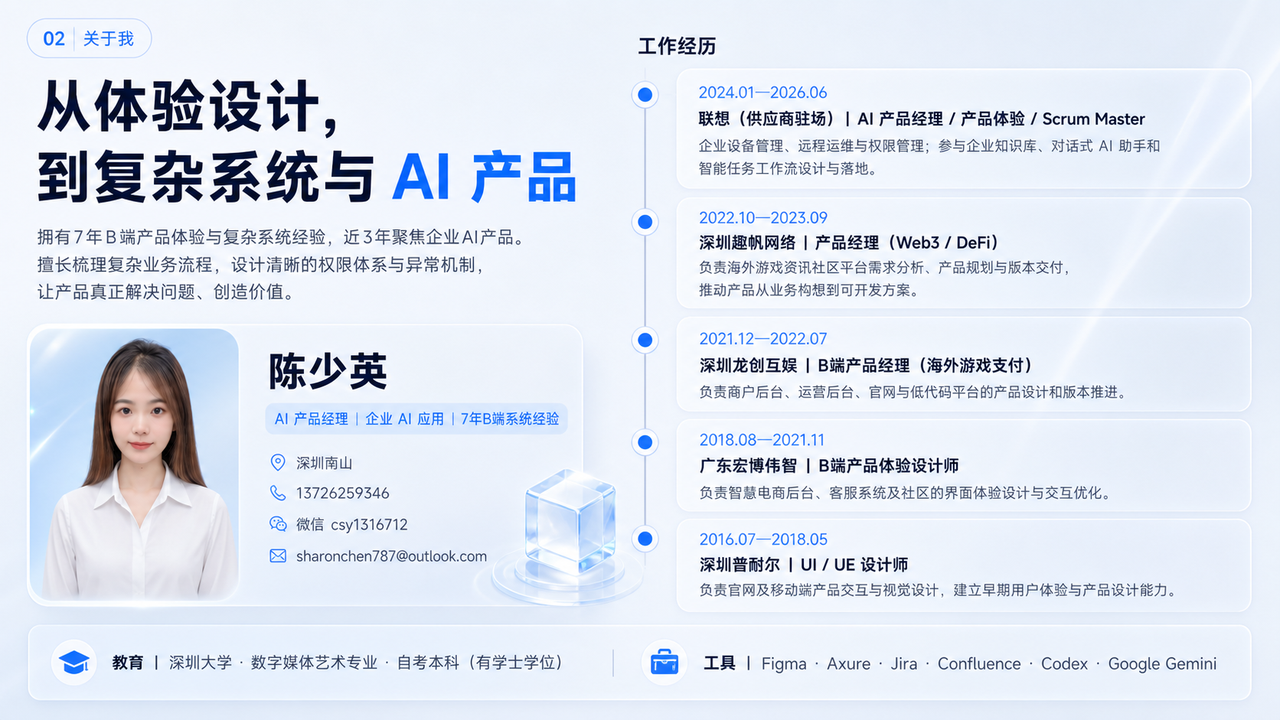 02 | 关于我
从体验设计，
到复杂系统与 AI 产品
拥有7年B端产品体验与复杂系统经验，近3年聚焦企业AI产品。
擅长梳理复杂业务流程，设计清晰的权限体系与异常机制，
让产品真正解决问题、创造价值。
陈少英
AI 产品经理 | 企业 AI 应用 | 7年B端系统经验
深圳南山
13726259346
微信 csy1316712
sharonchen787@outlook.com
工作经历
2024.01—2026.06
联想（供应商驻场） | AI 产品经理 / 产品体验 / Scrum Master
企业设备管理、远程运维与权限管理；参与企业知识库、对话式 AI 助手和
智能任务工作流设计与落地。
2022.10—2023.09
深圳趣帆网络 | 产品经理（Web3 / DeFi）
负责海外游戏资讯社区平台需求分析、产品规划与版本交付，
推动产品从业务构想到可开发方案。
2021.12—2022.07
深圳龙创互娱 | B端产品经理（海外游戏支付）
负责商户后台、运营后台、官网与低代码平台的产品设计和版本推进。
2018.08—2021.11
广东宏博伟智 | B端产品体验设计师
负责智慧电商后台、客服系统及社区的界面体验设计与交互优化。
2016.07—2018.05
深圳普耐尔 | UI / UE 设计师
负责官网及移动端产品交互与视觉设计，建立早期用户体验与产品设计能力。
教育 | 深圳大学 · 数字媒体艺术专业 · 自考本科（有学士学位）
工具 | Figma · Axure · Jira · Confluence · Codex · Google Gemini